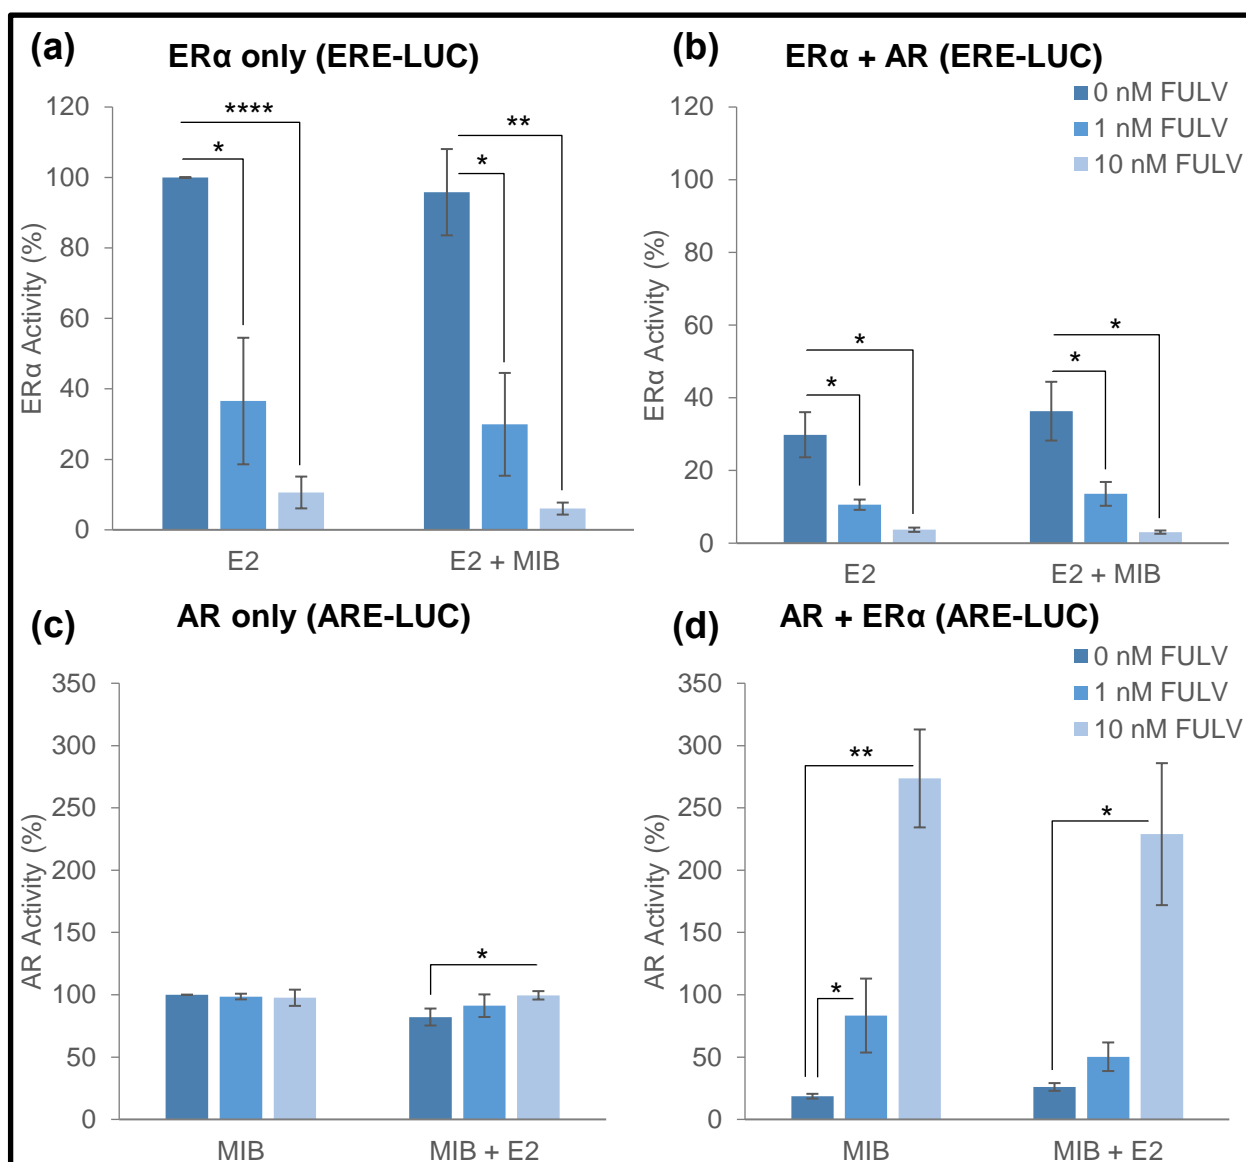 (a) ERα only (ERE-LUC)
120
100
80
60
40
20
0
ERα Activity (%)
****
*
**
*
E2
E2 + MIB
(b) ERα + AR (ERE-LUC)
0 nM FULV
1 nM FULV
10 nM FULV
120
100
80
60
40
20
0
ERα Activity (%)
*
*
*
*
E2
E2 + MIB
(c) AR only (ARE-LUC)
350
300
250
200
150
100
50
0
AR Activity (%)
*
MIB
MIB + E2
(d) AR + ERα (ARE-LUC)
0 nM FULV
1 nM FULV
10 nM FULV
350
300
250
200
150
100
50
0
AR Activity (%)
**
*
*
MIB
MIB + E2